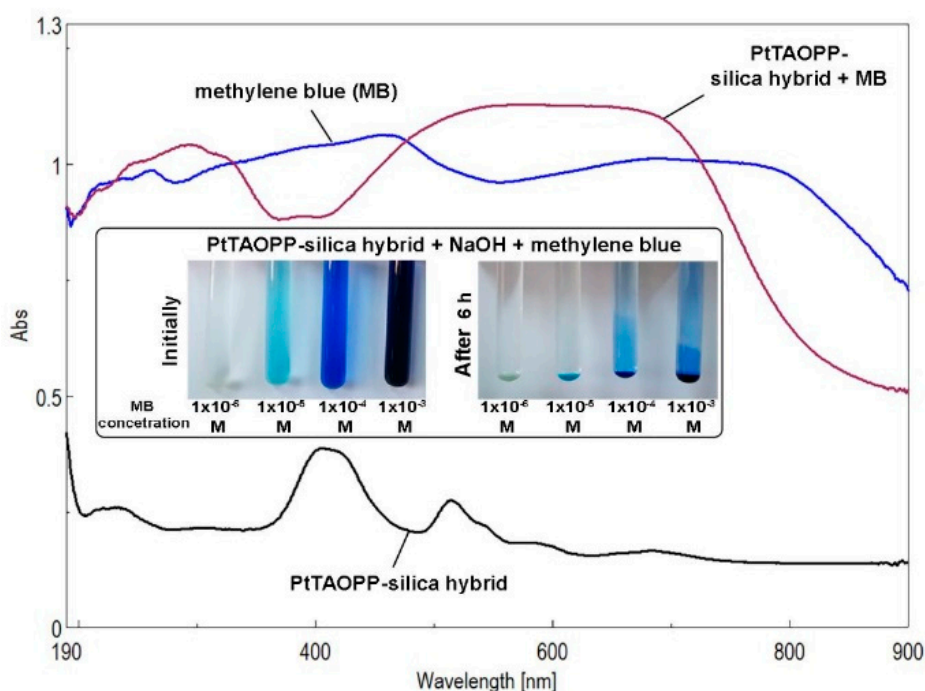 1.3
PtTAOPP-
silica hybrid + MB
methylene blue (MB)
1
PtTAOPP-silica hybrid + NaOH + methylene blue
Initially
After 6 h
Abs
0.5
MB
concetration
1x10⁻⁶
M
1x10⁻⁵
M
1x10⁻⁴
M
1x10⁻³
M
1x10⁻⁶
M
1x10⁻⁵
M
1x10⁻⁴
M
1x10⁻³
M
PtTAOPP-silica hybrid
0
190
400
600
800
900
Wavelength [nm]